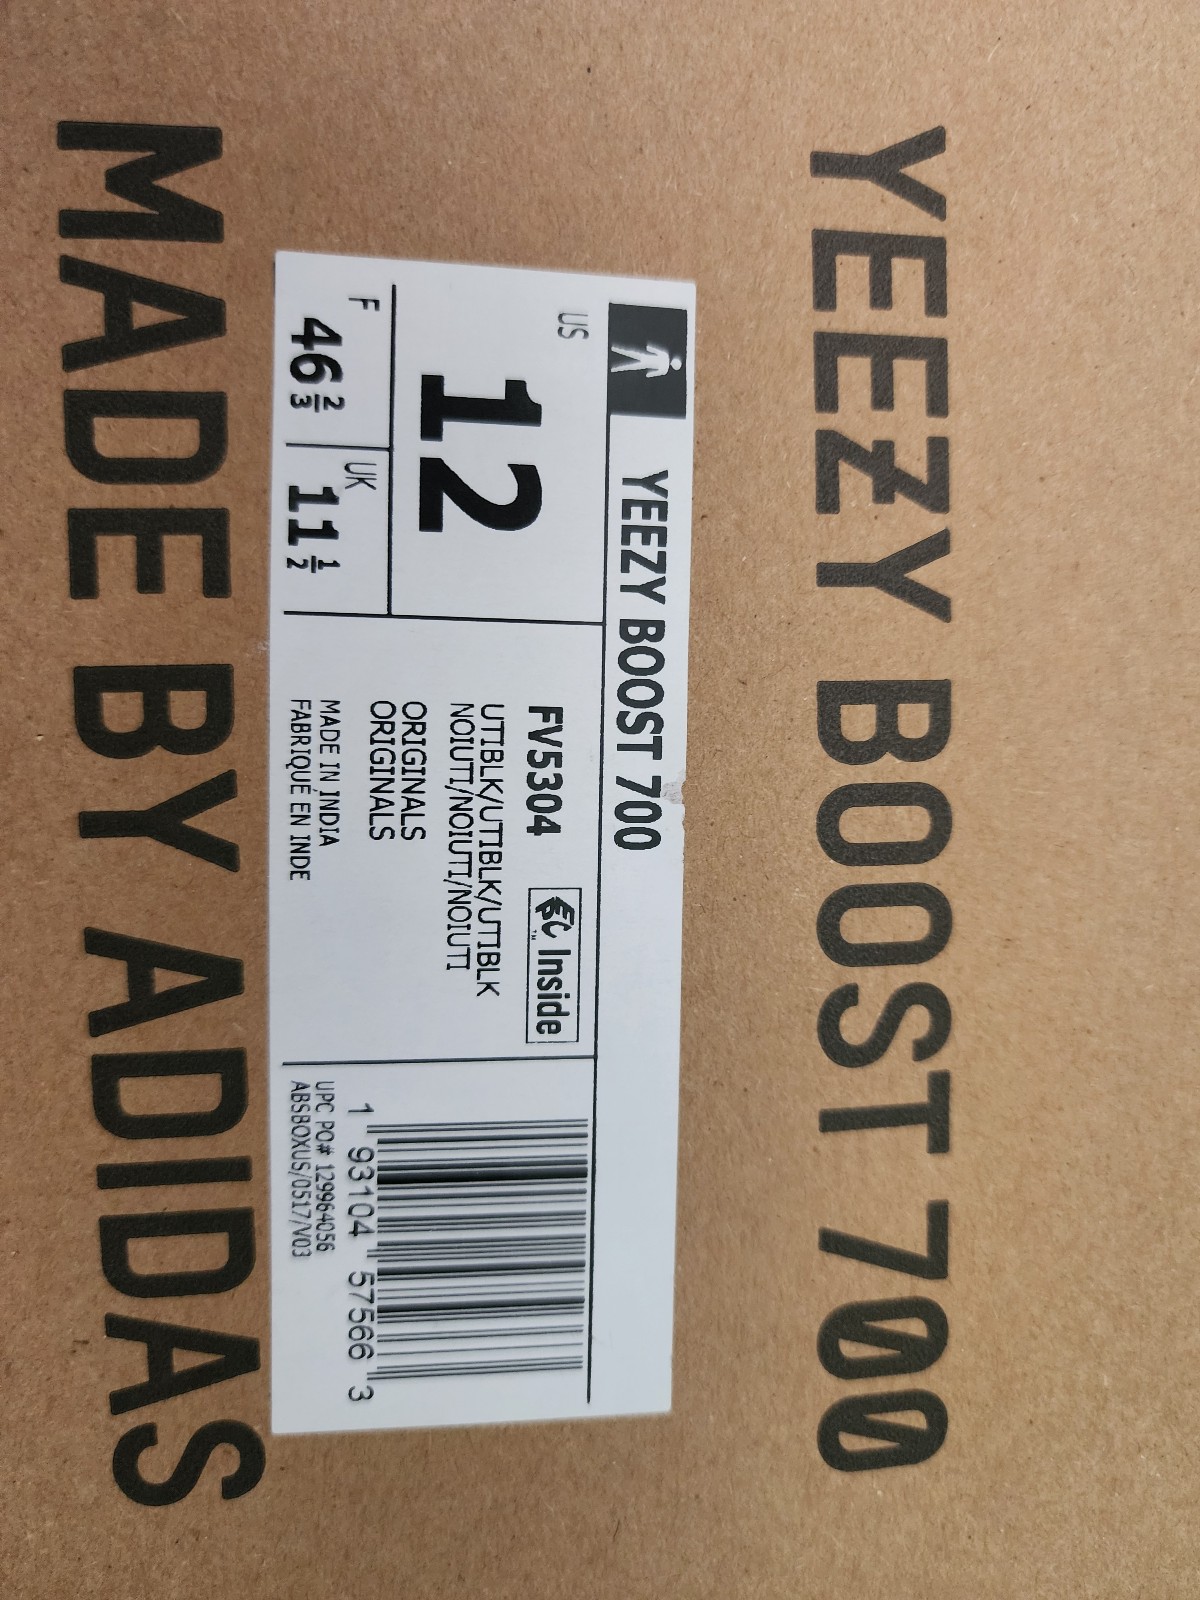 YEEZY BOOST 700
YEEZY BOOST 700
US
12
F
46 2/3
UK
11 1/2
FV5304
Inside
UTIBLK/UTIBLK/UTIBLK
NOIUTI/NOIUTI/NOIUTI
ORIGINALS
ORIGINALS
MADE IN INDIA
FABRIQUÉ EN INDE
1 93104 57566 3
UPC PO# 129964056
ABSBOXUS/0517/V03
MADE BY ADIDAS